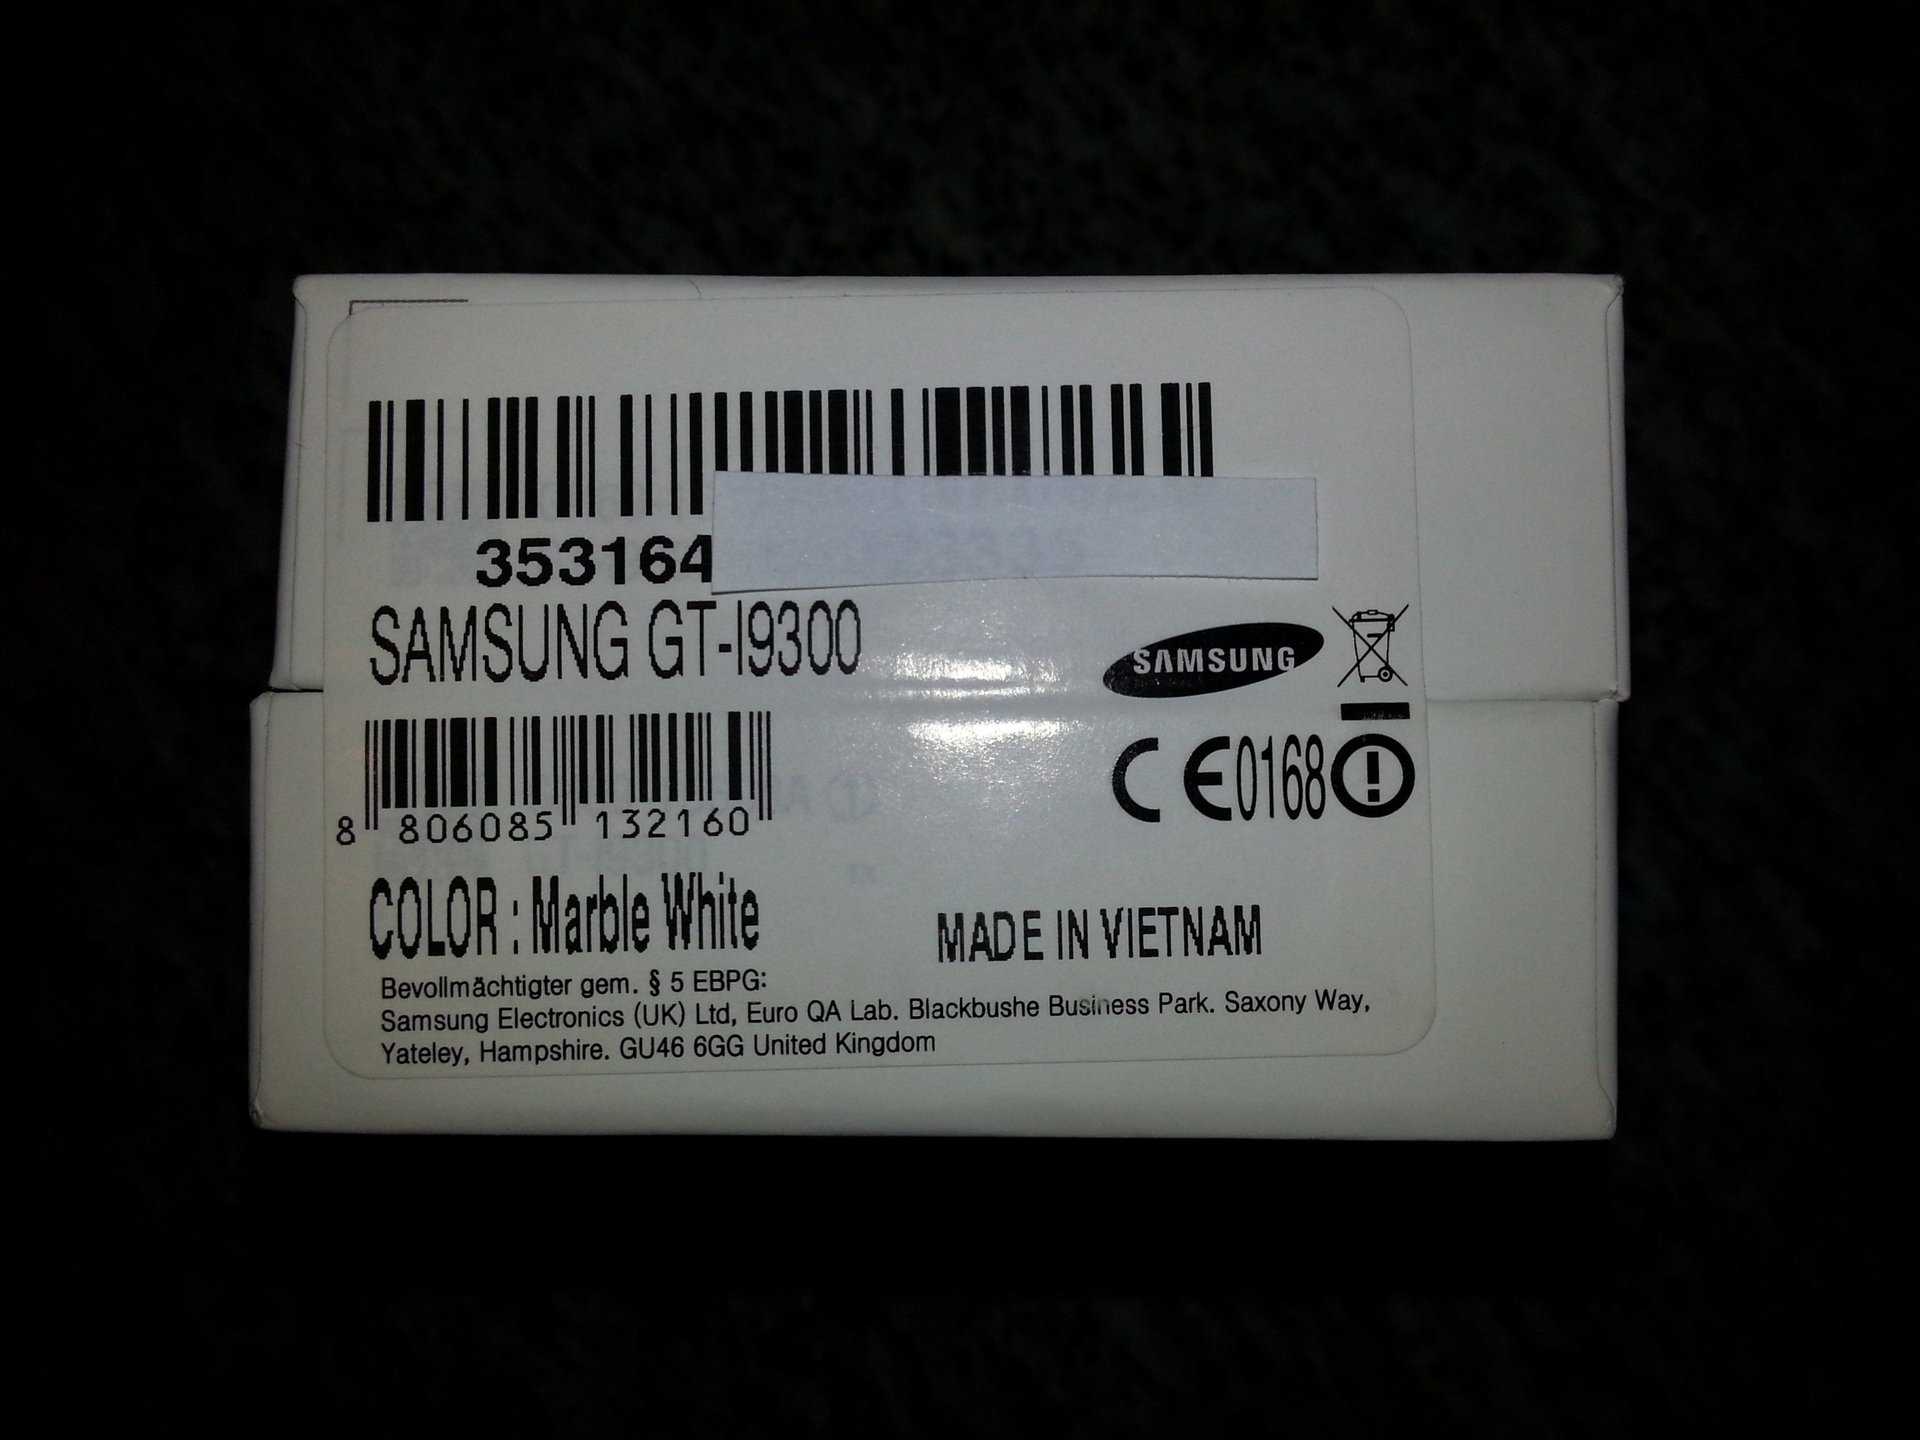 353164
SAMSUNG GT-I9300
SAMSUNG
8 806085 132160
CE0168
COLOR : Marble White
MADE IN VIETNAM
Bevollmächtigter gem. § 5 EBPG:
Samsung Electronics (UK) Ltd, Euro QA Lab. Blackbushe Business Park. Saxony Way,
Yateley, Hampshire. GU46 6GG United Kingdom